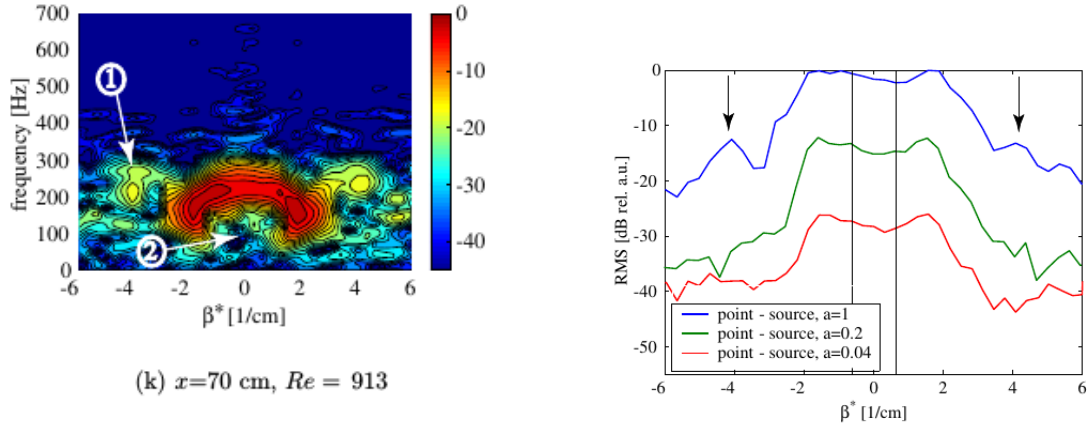 700
600
500
400
300
200
100
0
frequency [Hz]
1
2
-6 -4 -2 0 2 4 6
β* [1/cm]
0
-10
-20
-30
-40
(k) x=70 cm, Re = 913
0
-10
-20
-30
-40
-50
RMS [dB rel. a.u.]
point - source, a=1
point - source, a=0.2
point - source, a=0.04
-6 -4 -2 0 2 4 6
β* [1/cm]